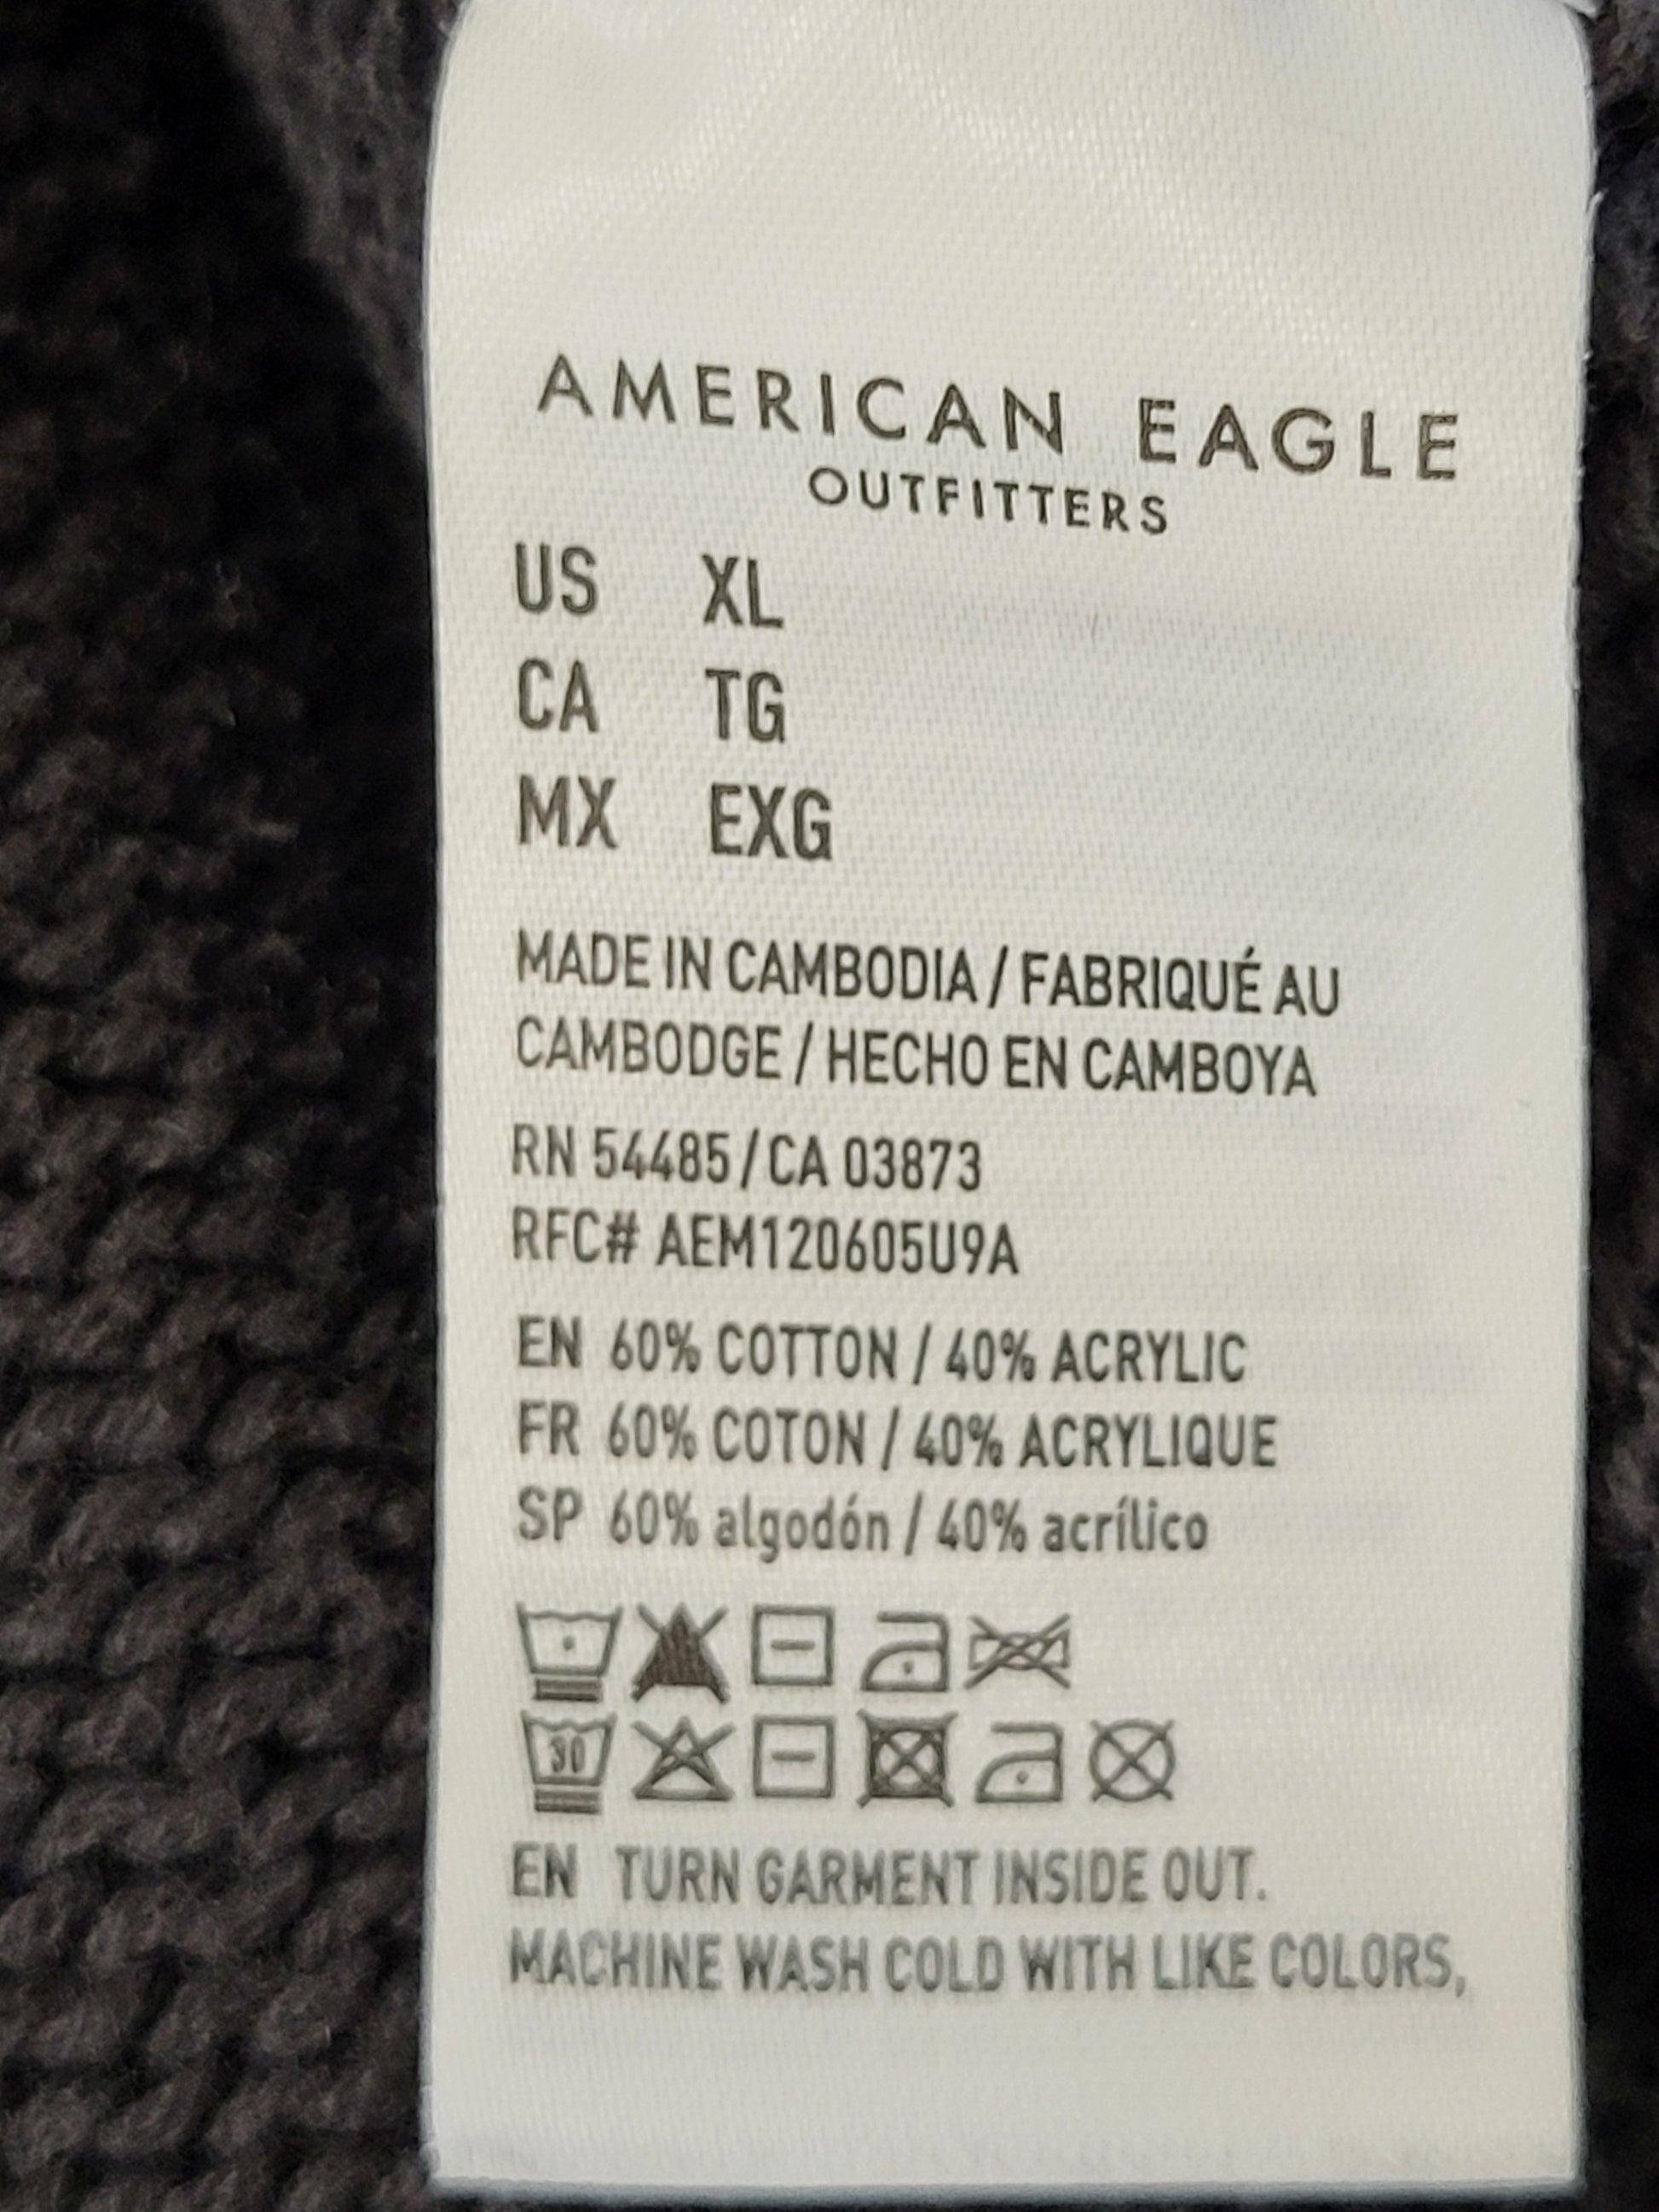 AMERICAN EAGLE
OUTFITTERS
US XL
CA TG
MX EXG
MADE IN CAMBODIA / FABRIQUÉ AU
CAMBODGE / HECHO EN CAMBOYA
RN 54485 / CA 03873
RFC# AEM120605U9A
EN 60% COTTON / 40% ACRYLIC
FR 60% COTON / 40% ACRYLIQUE
SP 60% algodón / 40% acrílico
30
EN TURN GARMENT INSIDE OUT.
MACHINE WASH COLD WITH LIKE COLORS,